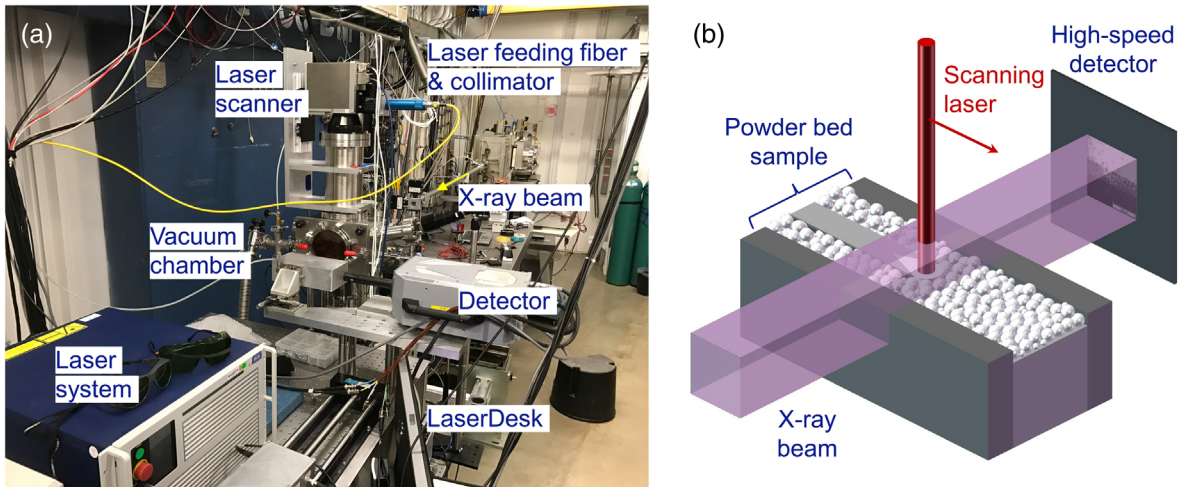 (a)
Laser
scanner
Laser feeding fiber
& collimator
X-ray beam
Vacuum
chamber
Detector
Laser
system
LaserDesk
(b)
High-speed
detector
Scanning
laser
Powder bed
sample
X-ray
beam